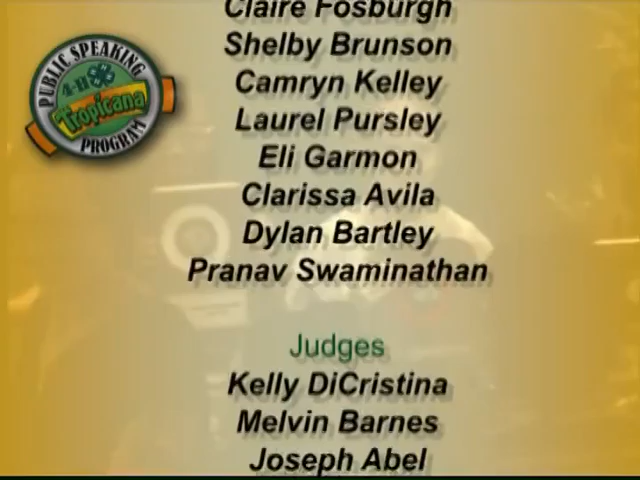 Claire Fosburgh
Shelby Brunson
Camryn Kelley
Laurel Pursley
Eli Garmon
Clarissa Avila
Dylan Bartley
Pranav Swaminathan
PUBLIC SPEAKING
4-H
Tropicana
PROGRAM
Judges
Kelly DiCristina
Melvin Barnes
Joseph Abel